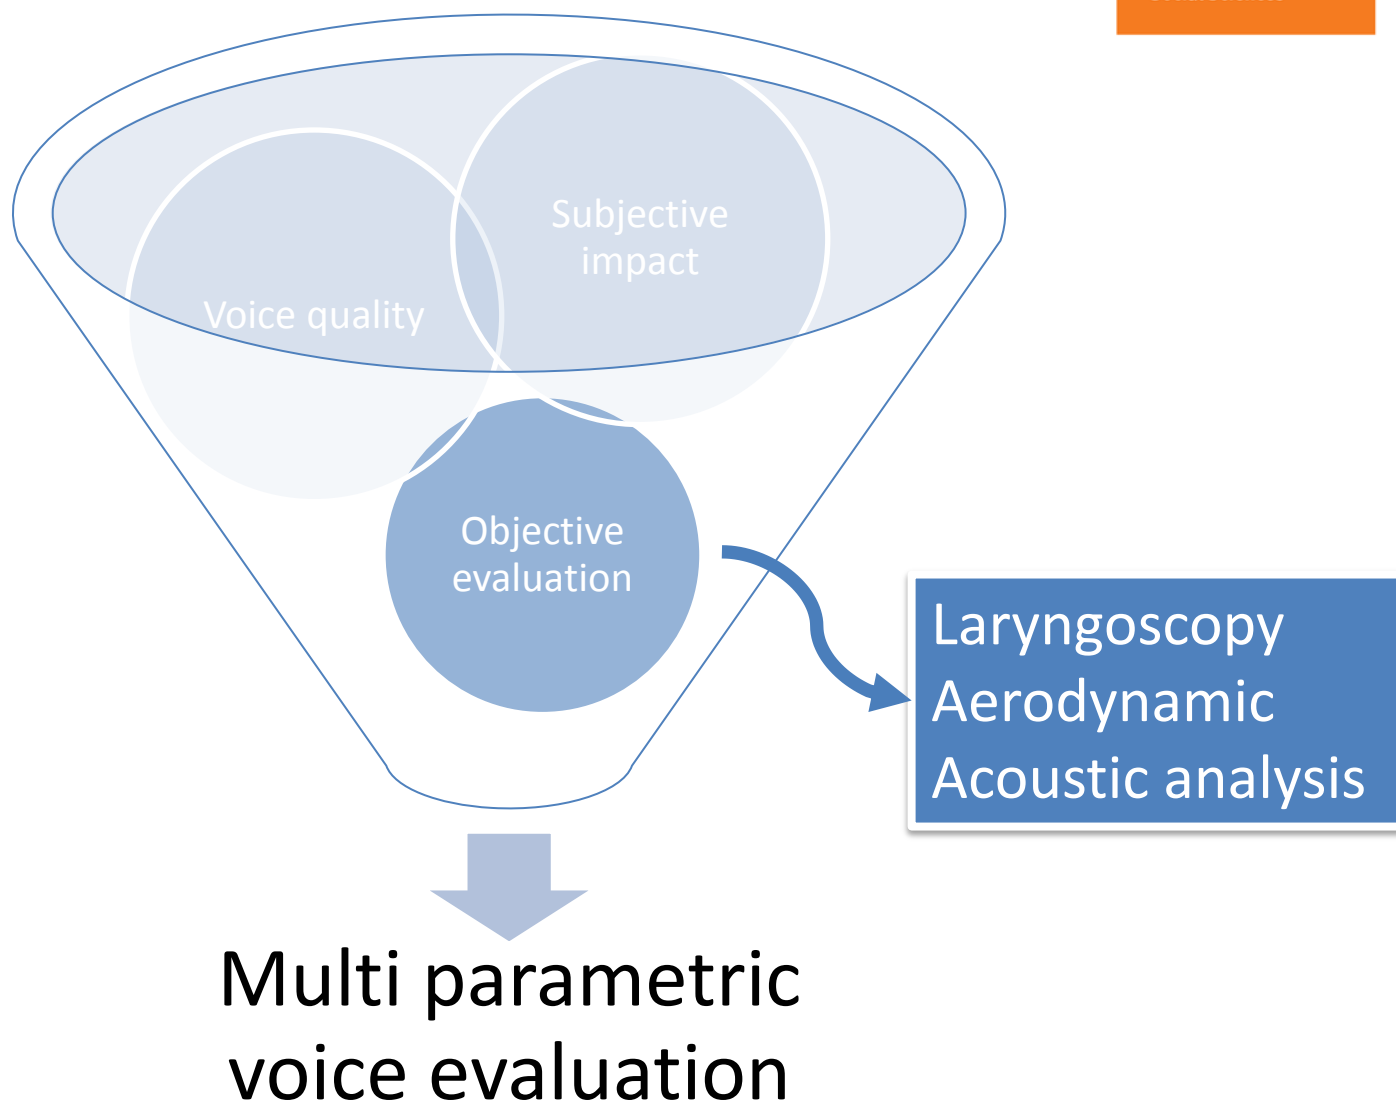 Subjective
impact
Voice quality
Objective
evaluation
Laryngoscopy
Aerodynamic
Acoustic analysis
Multi parametric
voice evaluation